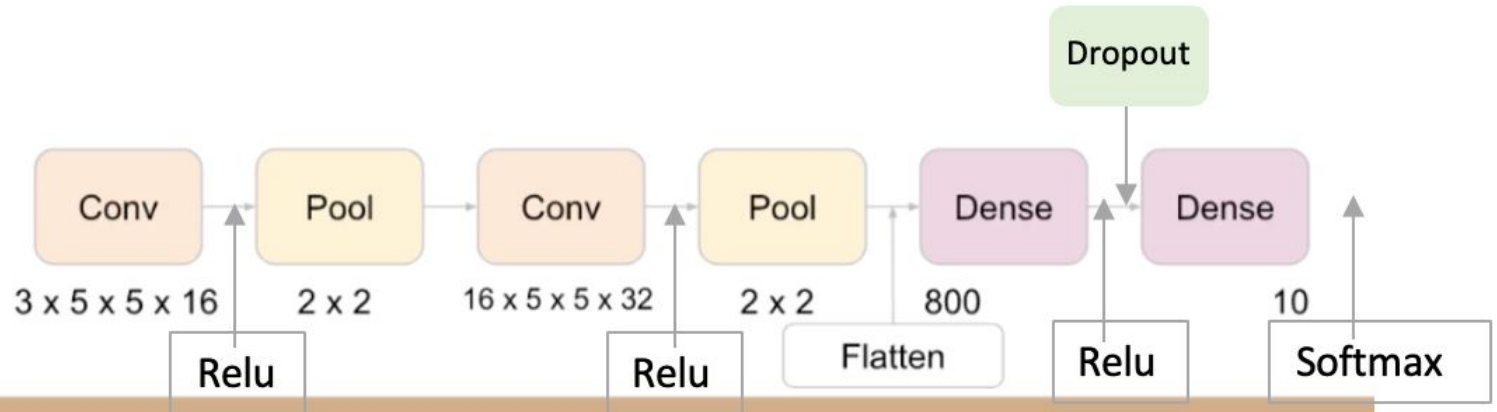 Dropout
Conv
Pool
Conv
Pool
Dense
Dense
3 x 5 x 5 x 16
2 x 2
16 x 5 x 5 x 32
2 x 2
800
10
Relu
Relu
Flatten
Relu
Softmax